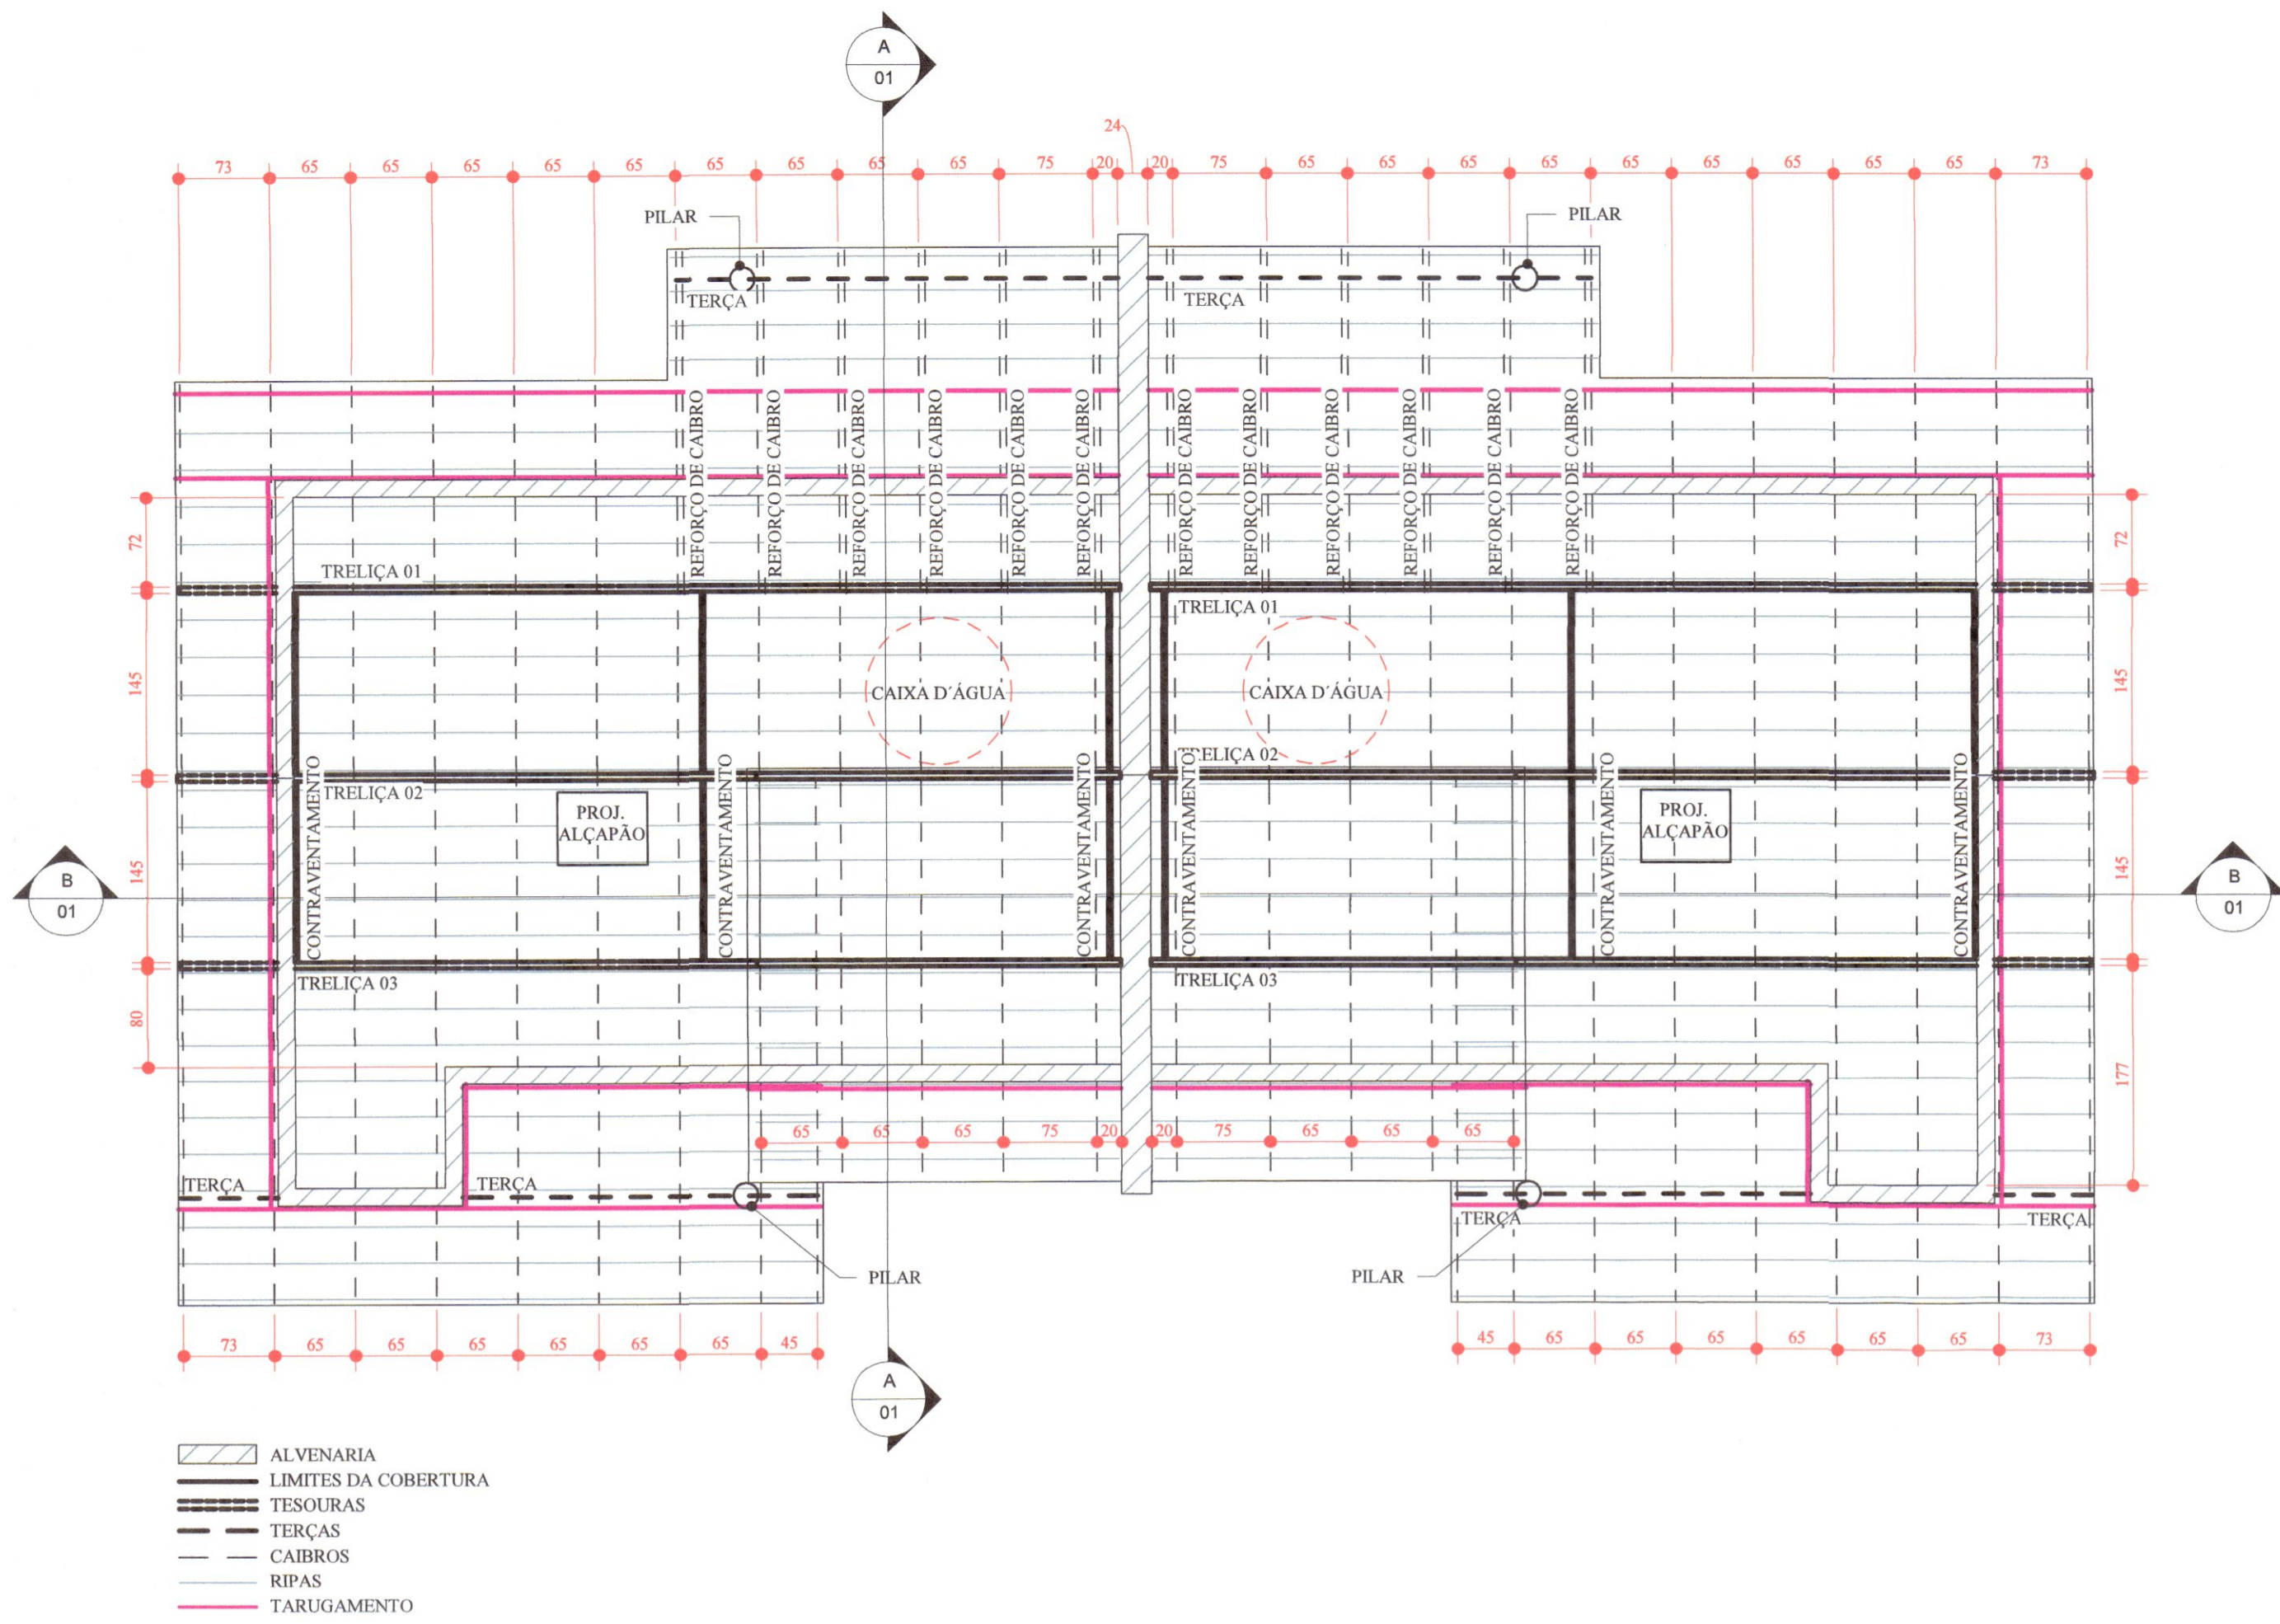 A
01
24
73 65 65 65 65 65 65 65 65 65 75 20 20 75 65 65 65 65 65 65 65 65 65 73
PILAR
PILAR
TERÇA
TERÇA
REFORÇO DE CAIBRO
REFORÇO DE CAIBRO
REFORÇO DE CAIBRO
REFORÇO DE CAIBRO
REFORÇO DE CAIBRO
REFORÇO DE CAIBRO
REFORÇO DE CAIBRO
REFORÇO DE CAIBRO
REFORÇO DE CAIBRO
REFORÇO DE CAIBRO
REFORÇO DE CAIBRO
REFORÇO DE CAIBRO
72
72
TRELIÇA 01
TRELIÇA 01
145
145
CAIXA D´ÁGUA
CAIXA D´ÁGUA
TRELIÇA 02
TRELIÇA 02
CONTRAVENTAMENTO
CONTRAVENTAMENTO
CONTRAVENTAMENTO
CONTRAVENTAMENTO
CONTRAVENTAMENTO
CONTRAVENTAMENTO
PROJ.
ALÇAPÃO
PROJ.
ALÇAPÃO
145
145
B
01
B
01
TRELIÇA 03
TRELIÇA 03
80
177
65 65 65 75 20 20 75 65 65 65
TERÇA
TERÇA
TERÇA
TERÇA
PILAR
PILAR
73 65 65 65 65 65 65 45
45 65 65 65 65 65 65 73
A
01
ALVENARIA
LIMITES DA COBERTURA
TESOURAS
TERÇAS
CAIBROS
RIPAS
TARUGAMENTO